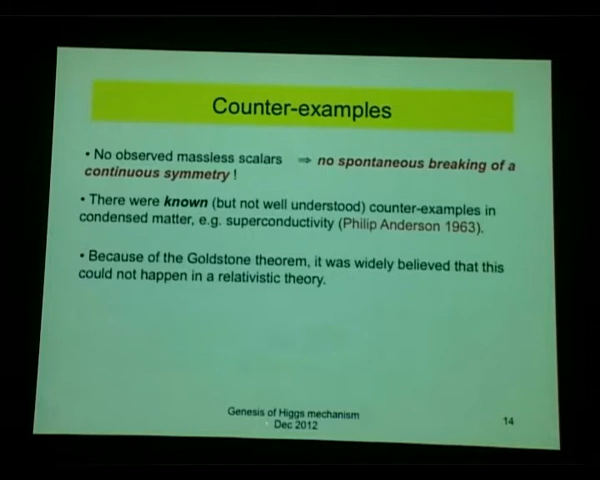 Counter-examples
• No observed massless scalars ⇒ no spontaneous breaking of a
continuous symmetry !
• There were known (but not well understood) counter-examples in
condensed matter, e.g. superconductivity (Philip Anderson 1963).
• Because of the Goldstone theorem, it was widely believed that this
could not happen in a relativistic theory.
Genesis of Higgs mechanism
Dec 2012
14